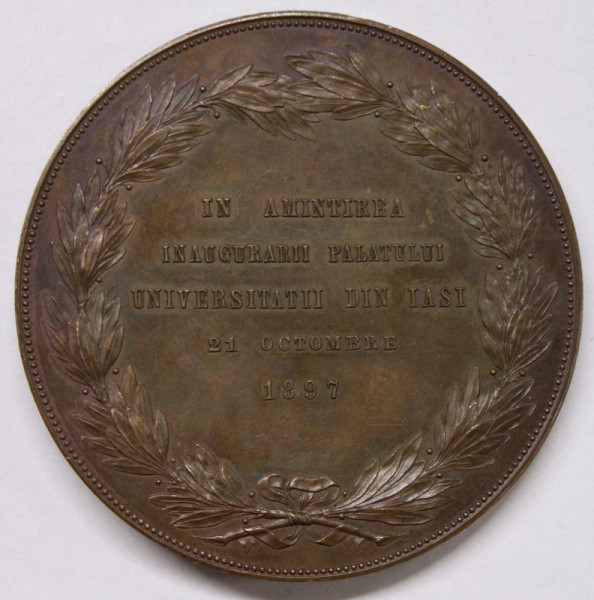 IN AMINTIREA
INAUGURARII PALATULUI
UNIVERSITATII DIN IASI
21 OCTOMBRE
1897